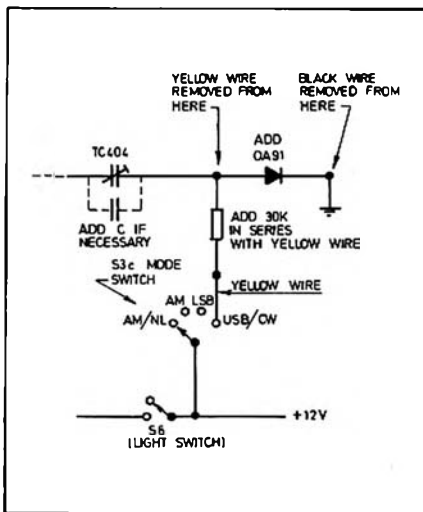 YELLOW WIRE
REMOVED FROM
HERE
BLACK WIRE
REMOVED FROM
HERE
ADD
OA91
TC404
ADD C IF
NECESSARY
ADD 30K
IN SERIES
WITH YELLOW WIRE
S3c MODE
SWITCH
YELLOW WIRE
AM LSB
AM/NL
USB/CW
S6
(LIGHT SWITCH)
+12V